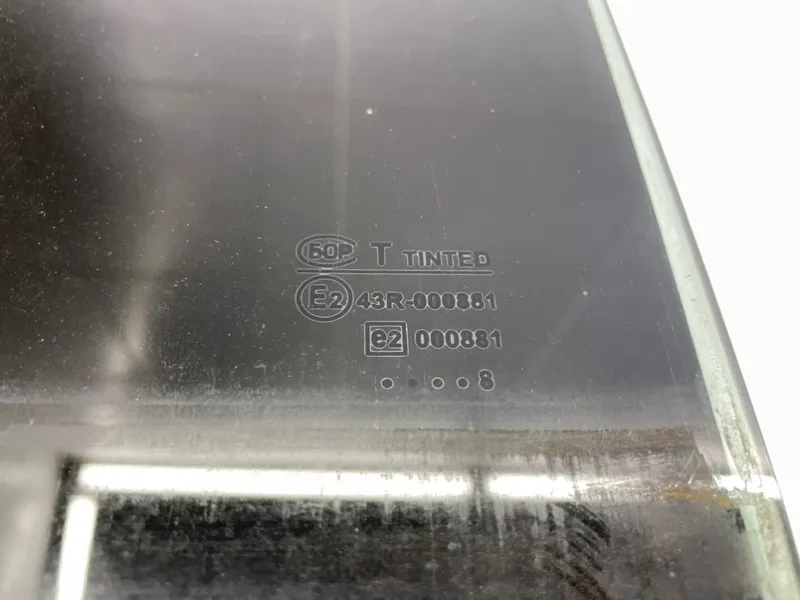 БОР T TINTED
E2 43R-000881
e2 000881
. . . . 8